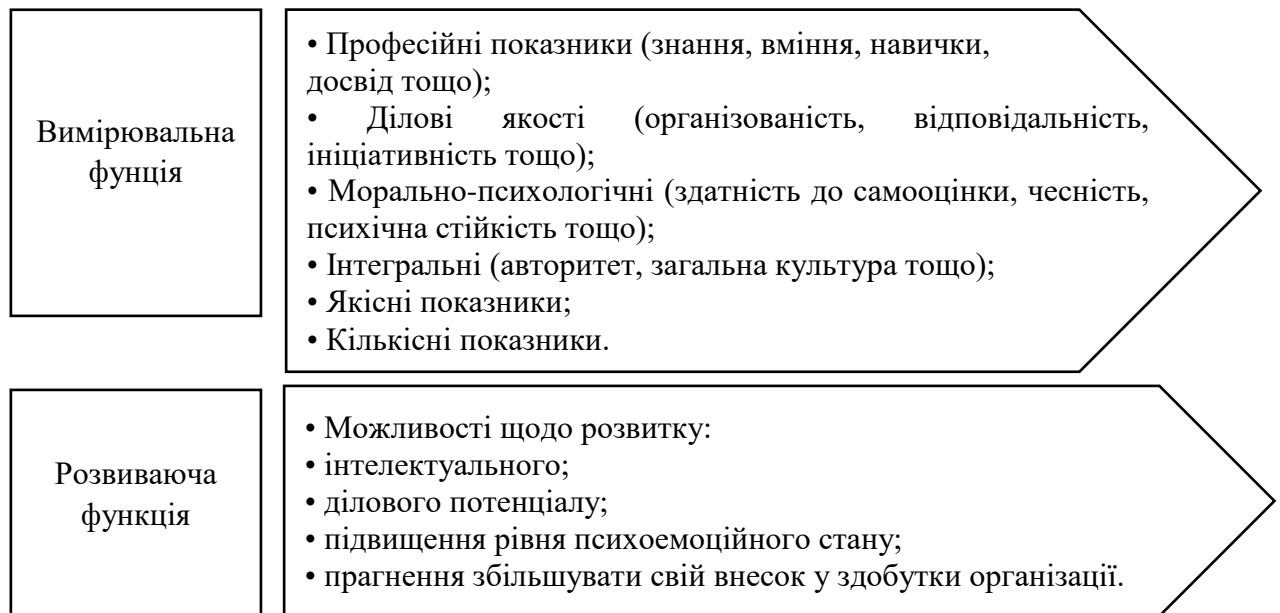 Вимірювальна
фунція
• Професійні показники (знання, вміння, навички,
досвід тощо);
• Ділові якості (організованість, відповідальність,
ініціативність тощо);
• Морально-психологічні (здатність до самооцінки, чесність,
психічна стійкість тощо);
• Інтегральні (авторитет, загальна культура тощо);
• Якісні показники;
• Кількісні показники.
Розвиваюча
функція
• Можливості щодо розвитку:
• інтелектуального;
• ділового потенціалу;
• підвищення рівня психоемоційного стану;
• прагнення збільшувати свій внесок у здобутки організації.